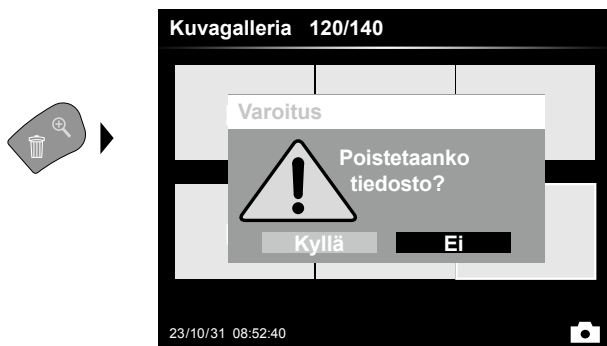 Kuvagalleria 120/140
Varoitus
Poistetaanko
tiedosto?
Kyllä Ei
23/10/31 08:52:40